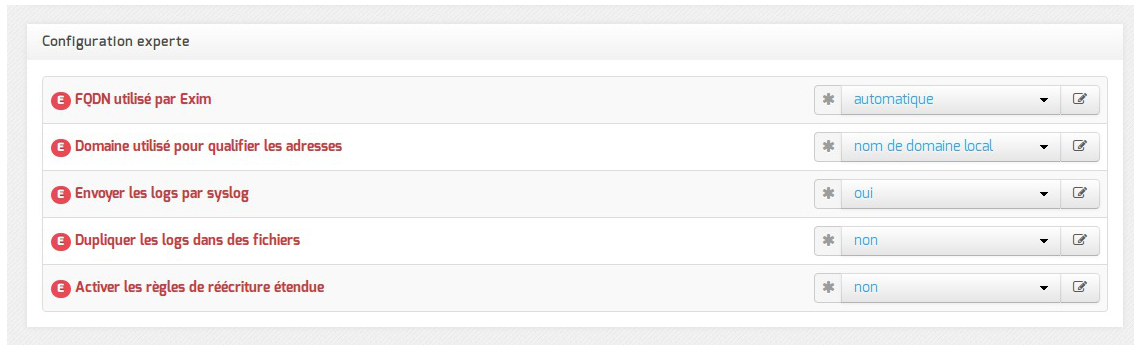 Configuration experte
E FQDN utilisé par Exim automatique
E Domaine utilisé pour qualifier les adresses nom de domaine local
E Envoyer les logs par syslog oui
E Dupliquer les logs dans des fichiers non
E Activer les règles de réécriture étendue non